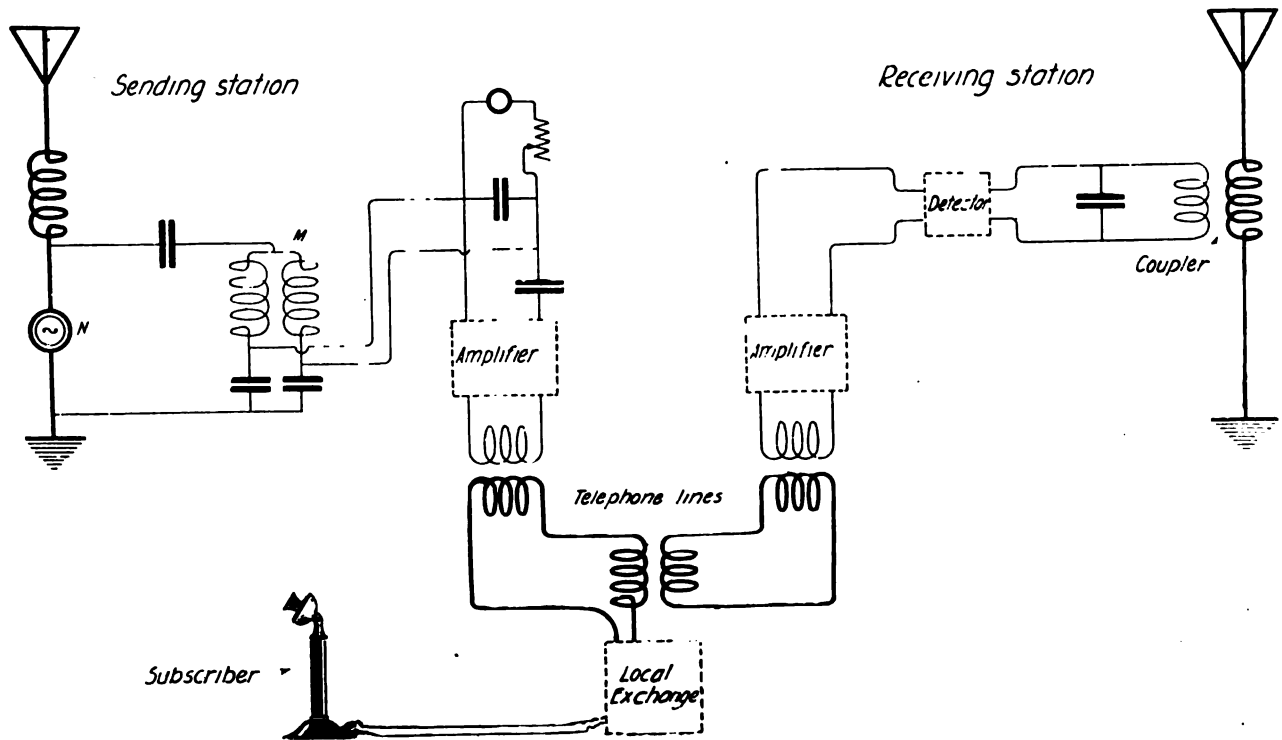 Sending station
Receiving station
M
N
Detector
Coupler
Amplifier
Amplifier
Telephone lines
Subscriber
Local
Exchange